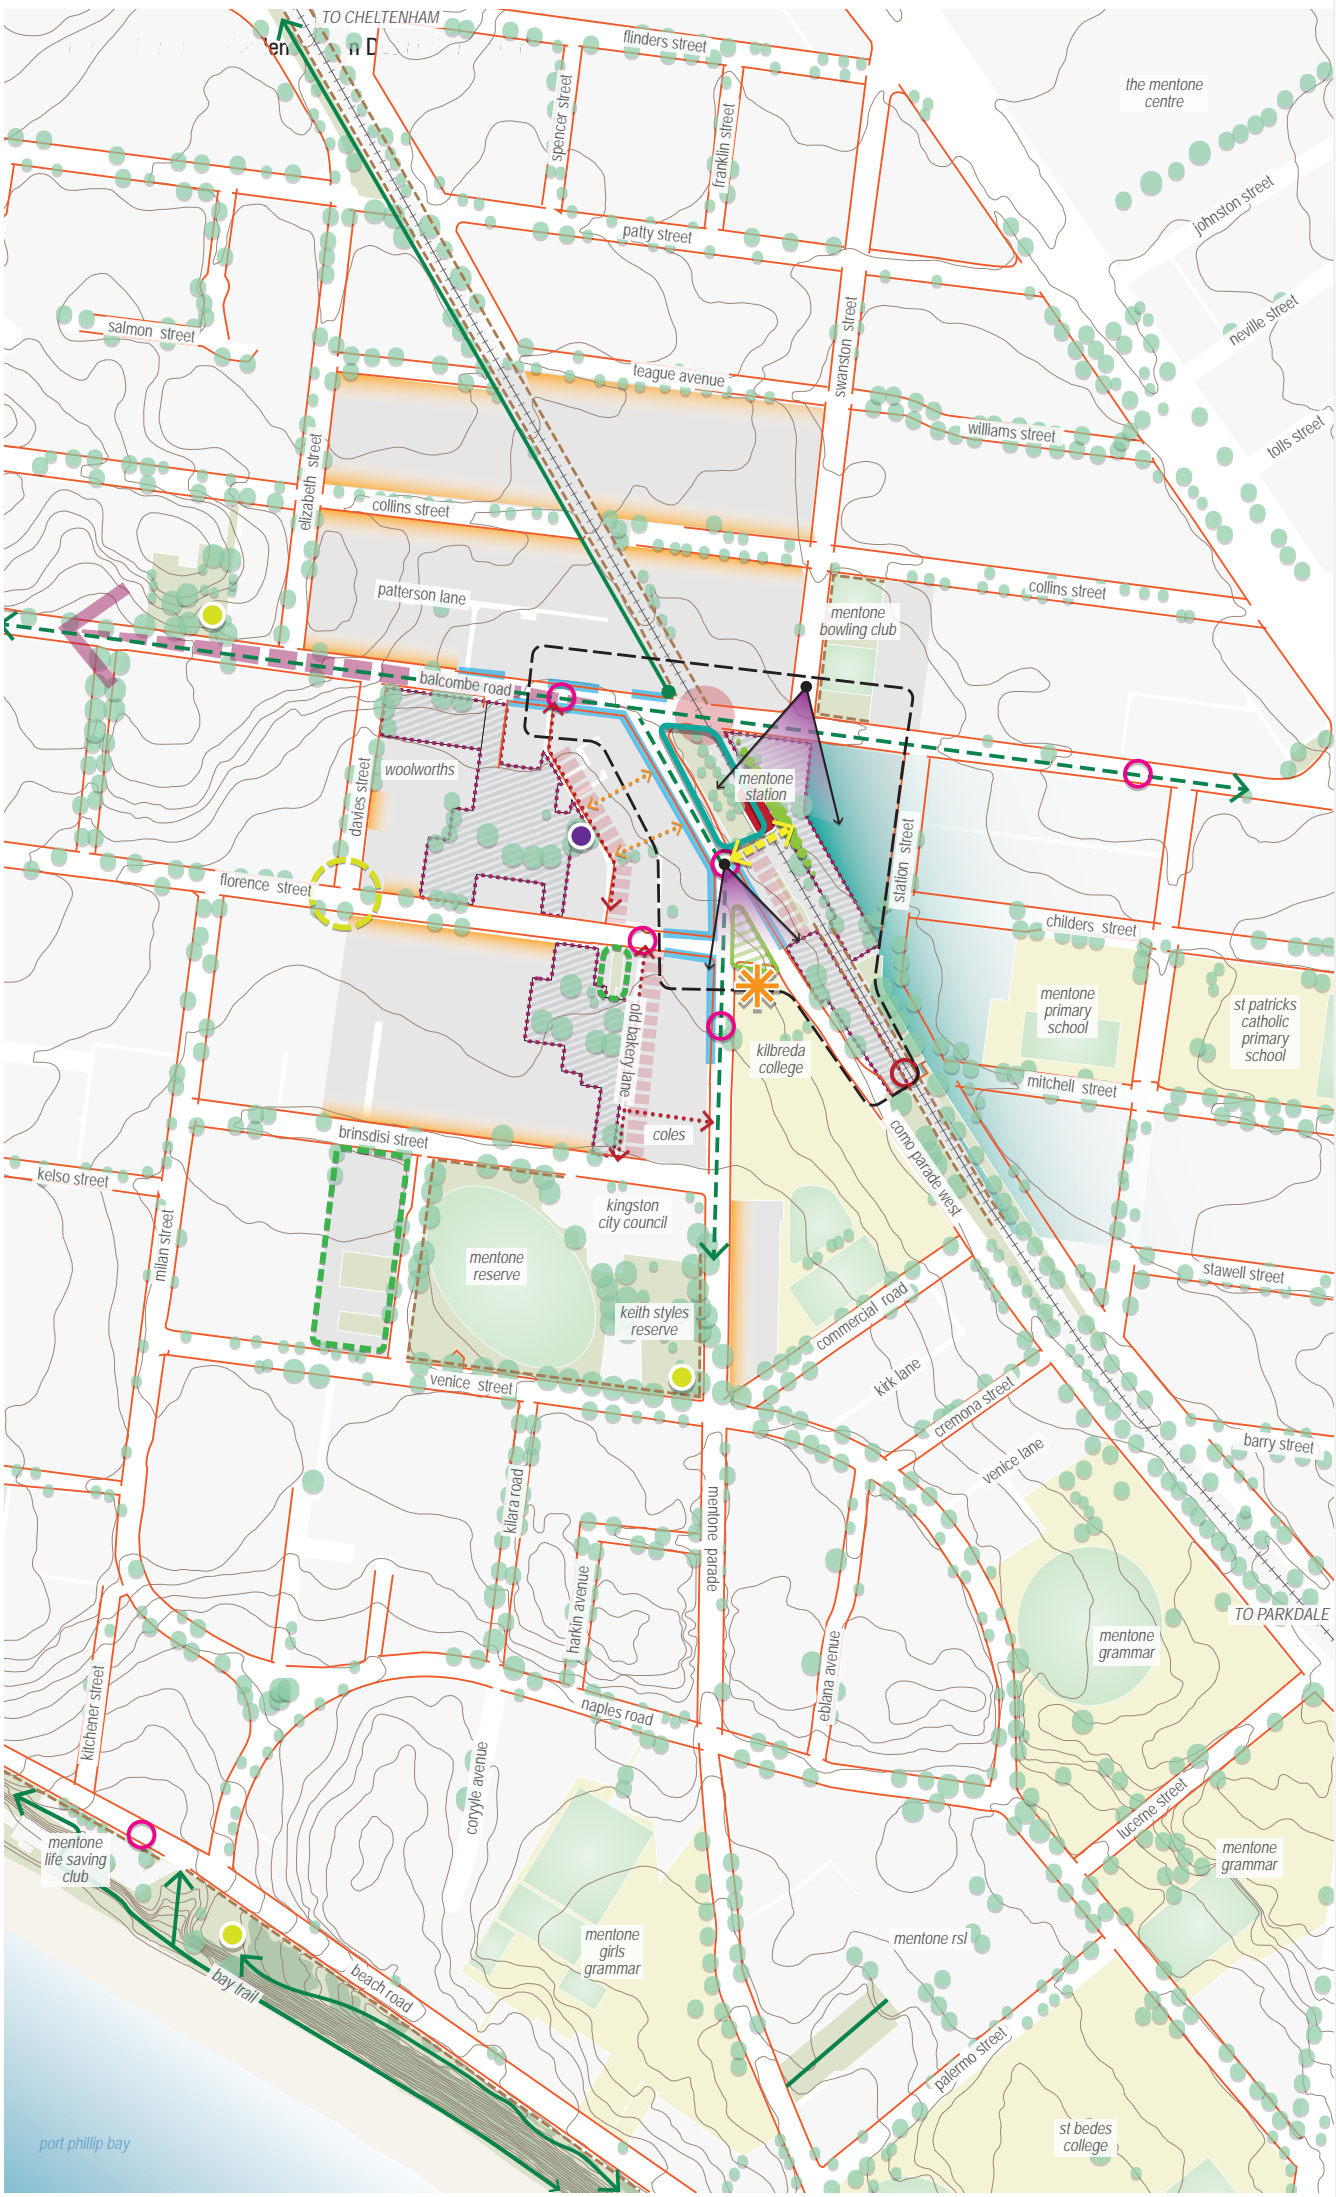 TO CHELTENHAM
flinders street
spencer street
franklin street
the mentone
centre
johnston street
patty street
neville street
salmon street
swanston street
teague avenue
williams street
tolls street
elizabeth street
collins street
collins street
patterson lane
mentone
bowling club
balcombe road
woolworths
mentone
station
davies street
florence street
station street
childers street
mentone
primary
school
st patricks
catholic
primary
school
old bakery lane
kilbreda
college
mitchell street
coles
brinsdisi street
como parade west
kelso street
kingston
city council
milan street
mentone
reserve
keith styles
reserve
stawell street
commercial road
kirk lane
venice street
cremona street
barry street
venice lane
kilara road
mentone parade
harkin avenue
TO PARKDALE
mentone
grammar
eblana avenue
kitchener street
naples road
coryyle avenue
lucerne street
mentone
life saving
club
mentone
grammar
mentone
girls
grammar
mentone rsl
bay trail
beach road
palermo street
port phillip bay
st bedes
college